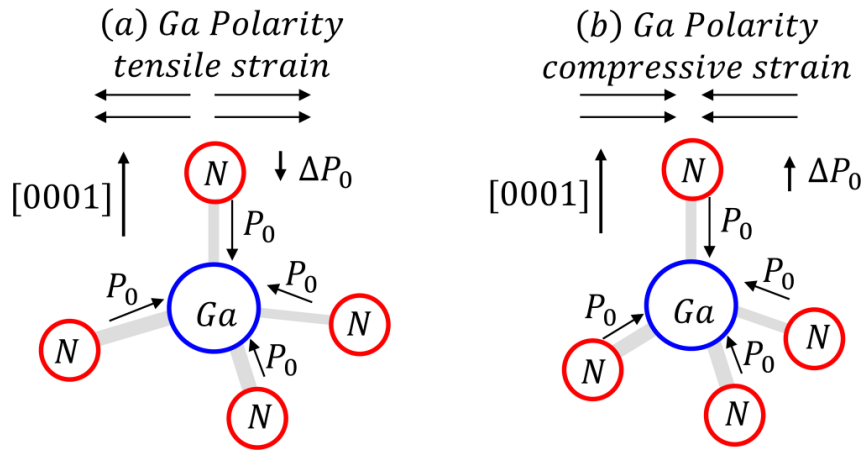 (a) Ga Polarity
tensile strain
[0001]
N
ΔP₀
P₀
P₀
P₀
Ga
N
N
P₀
N
(b) Ga Polarity
compressive strain
[0001]
N
ΔP₀
P₀
P₀
P₀
Ga
N
N
P₀
N